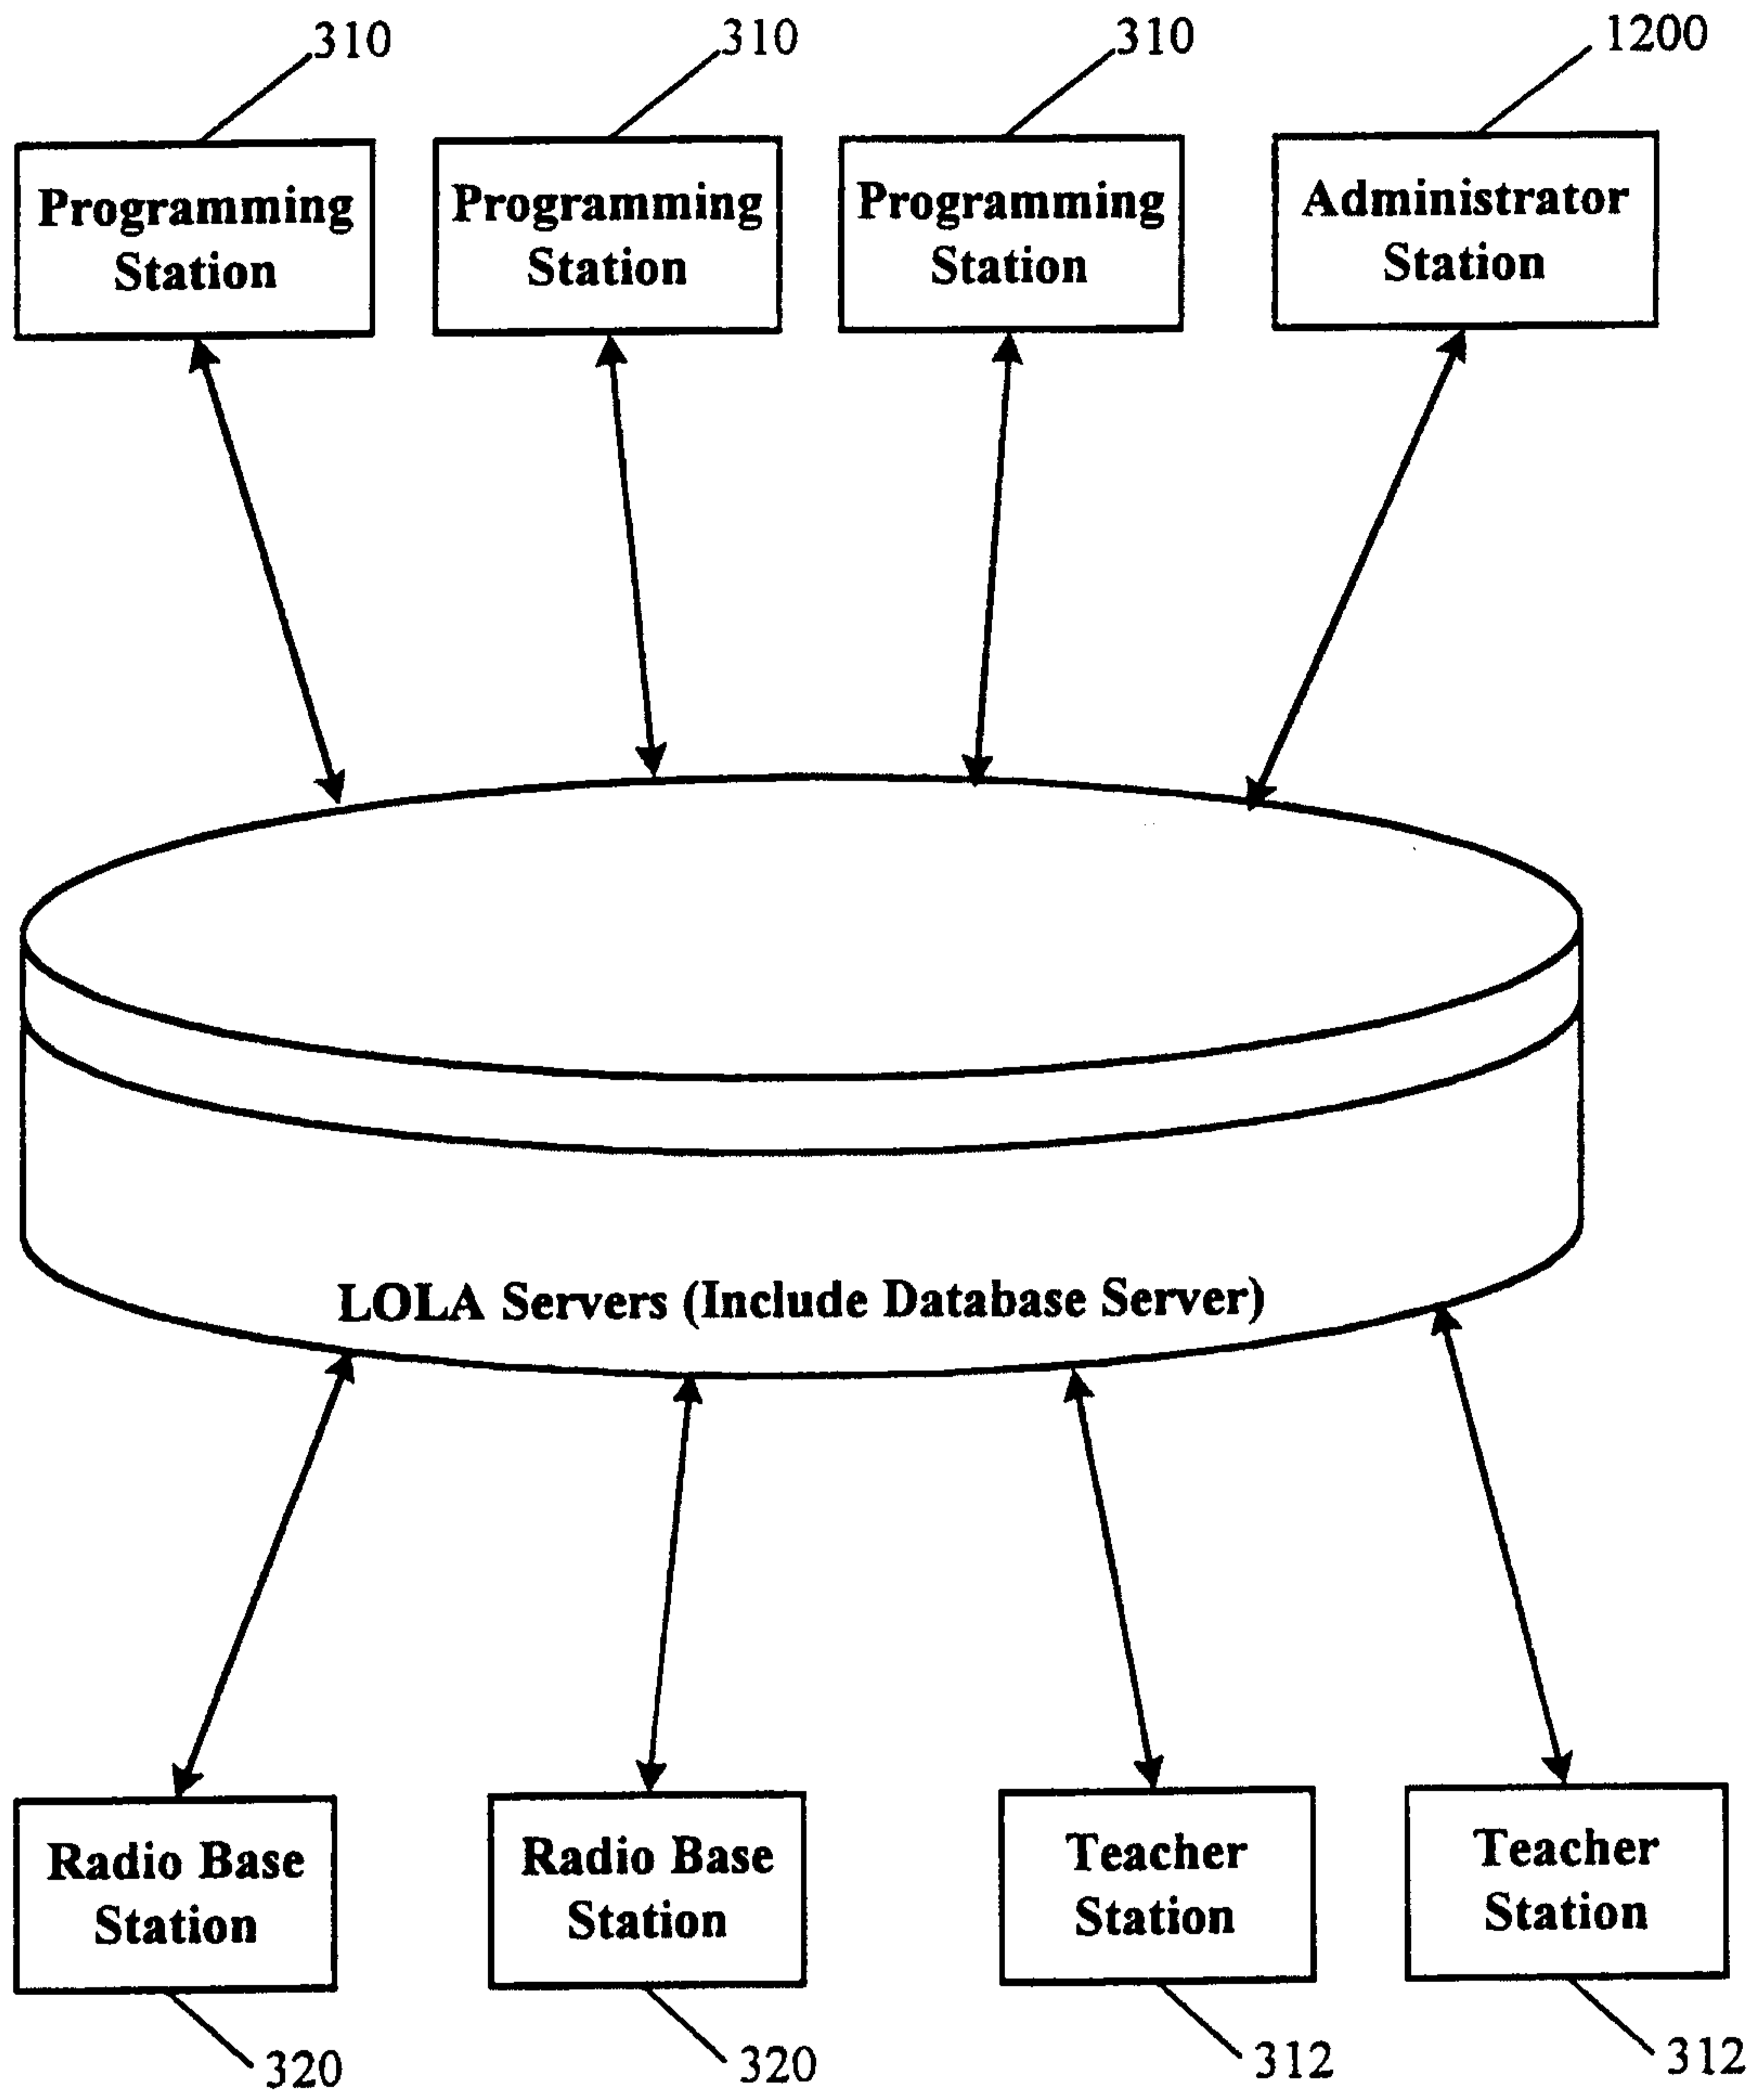 310
310
310
1200
Programming
Station
Programming
Station
Programming
Station
Administrator
Station
LOLA Servers (Include Database Server)
Radio Base
Station
Radio Base
Station
Teacher
Station
Teacher
Station
320
320
312
312